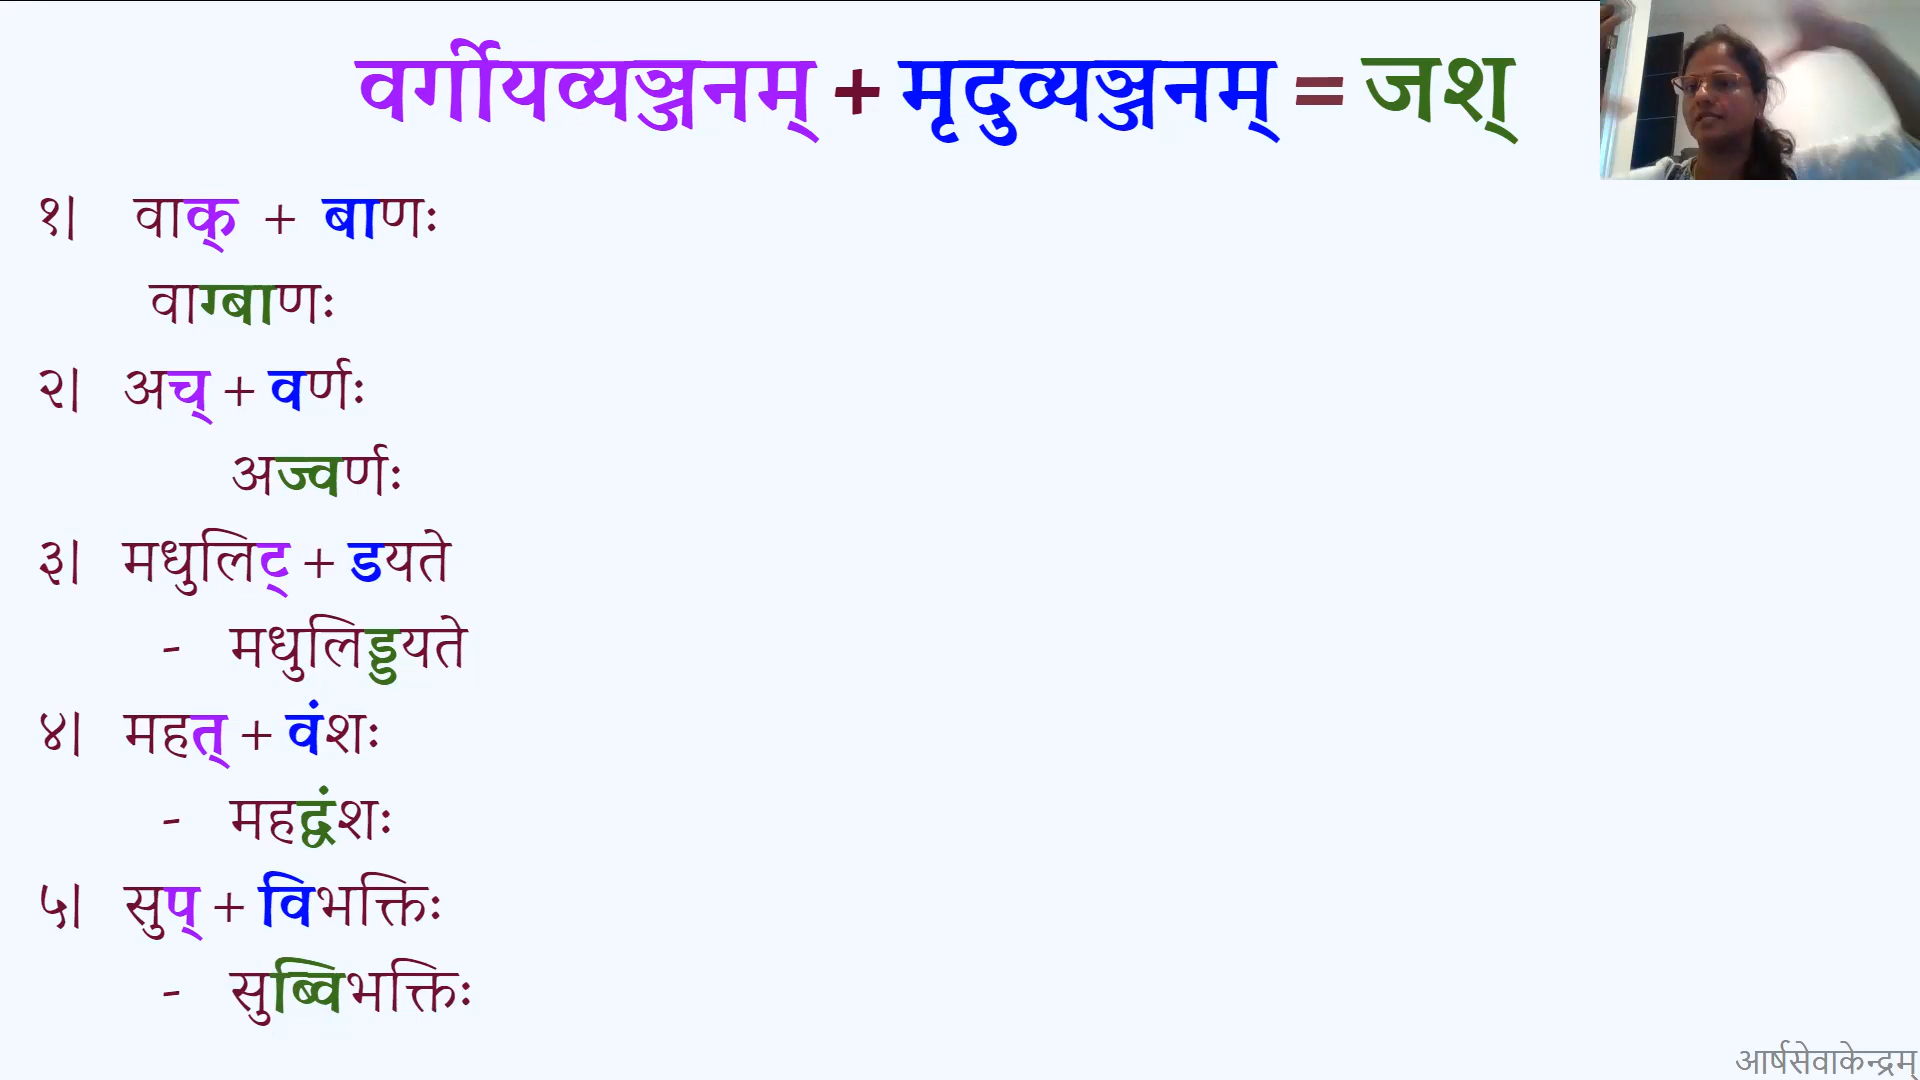 वर्गीयव्यञ्जनम् + मृदुव्यञ्जनम् = जश्
१| वाक् + बाणः
वाग्बाणः
२| अच् + वर्णः
अज्वर्णः
३| मधुलिट् + डयते
- मधुलिड्डयते
४| महत् + वंशः
- महद्वंशः
५| सुप् + विभक्तिः
- सुब्विभक्तिः
आर्षसेवाकेन्द्रम्